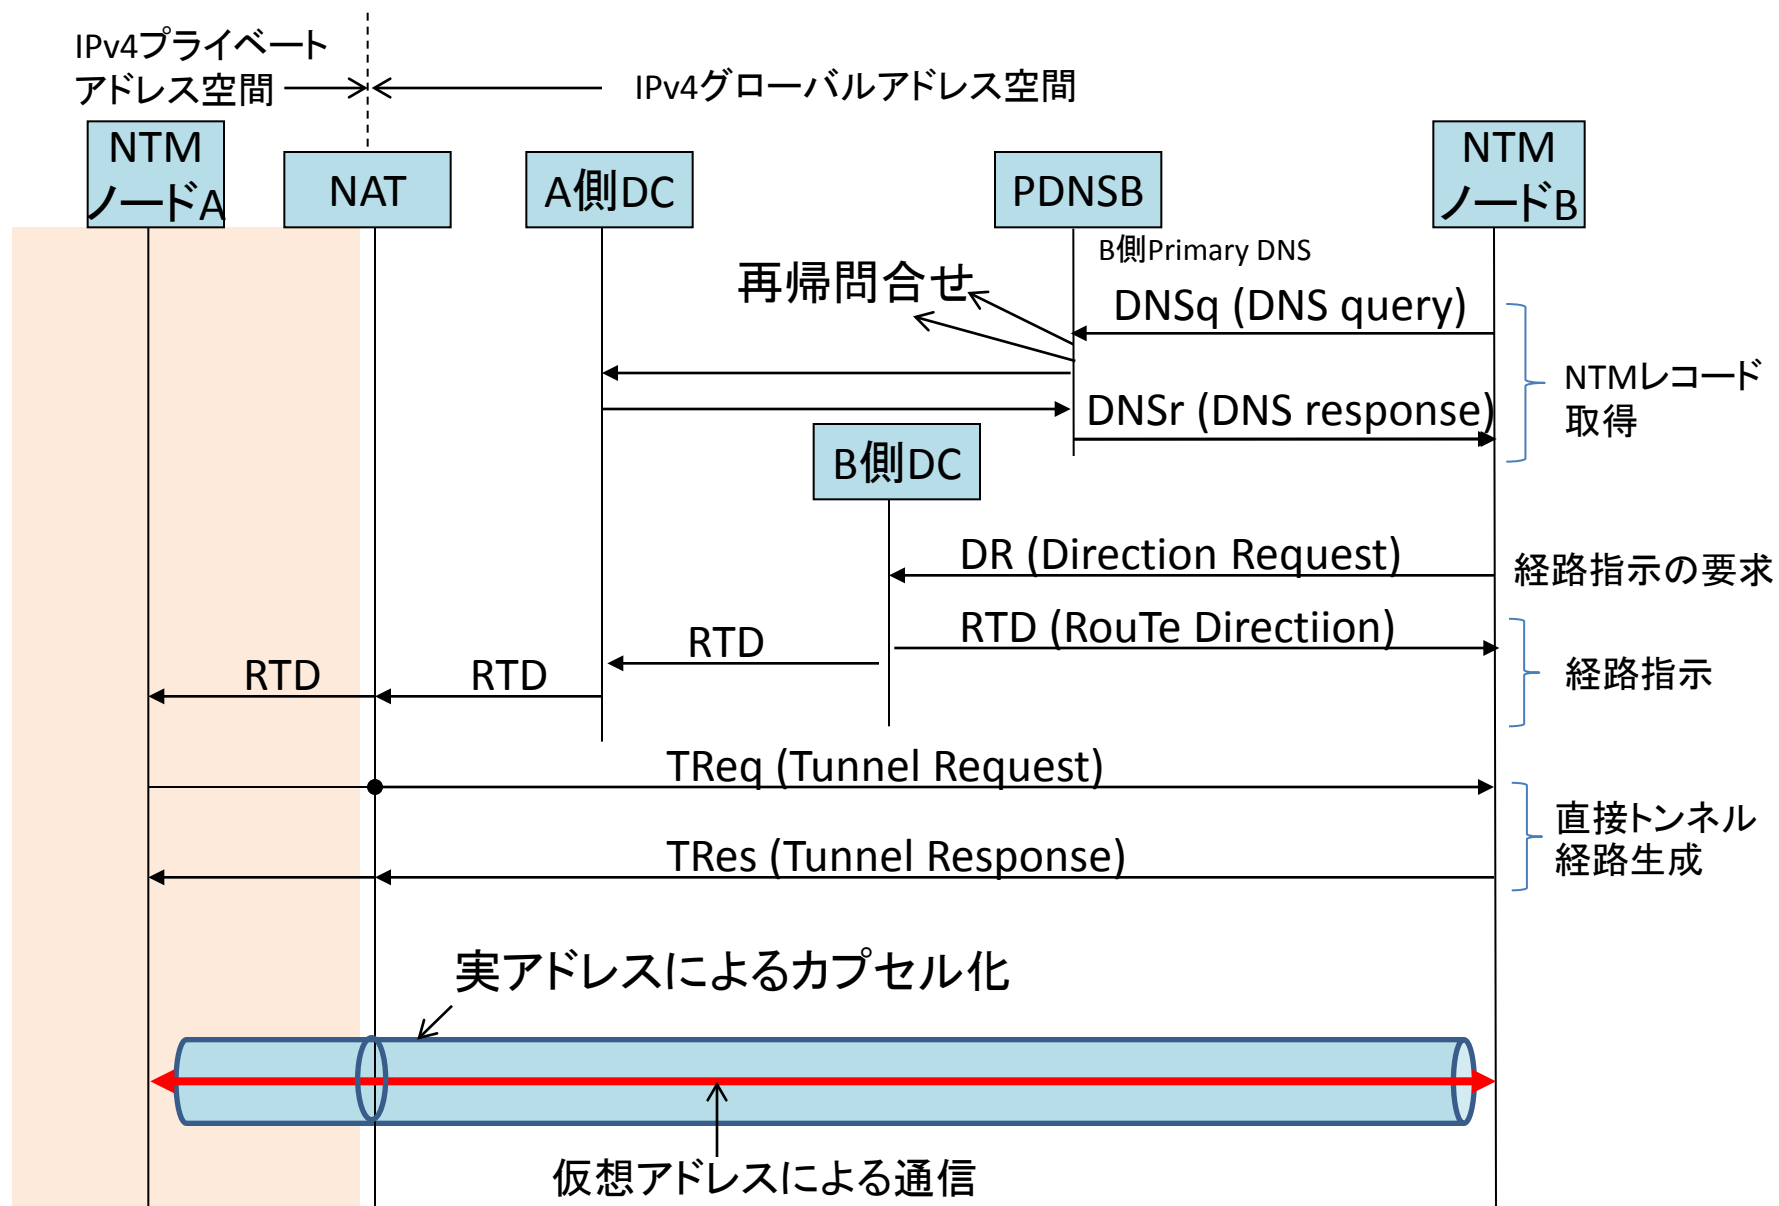 IPv4プライベート
アドレス空間
IPv4グローバルアドレス空間
NTM
ノードA
NAT
A側DC
PDNSB
NTM
ノードB
B側Primary DNS
再帰問合せ
DNSq (DNS query)
NTMレコード
取得
DNSr (DNS response)
B側DC
DR (Direction Request)
経路指示の要求
RTD (RouTe Directiion)
RTD
RTD
RTD
経路指示
TReq (Tunnel Request)
直接トンネル
経路生成
TRes (Tunnel Response)
実アドレスによるカプセル化
仮想アドレスによる通信